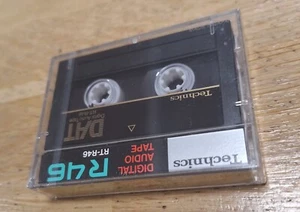 Technics
DAT
Technics
DIGITAL
AUDIO
TAPE
R46
RT-R46